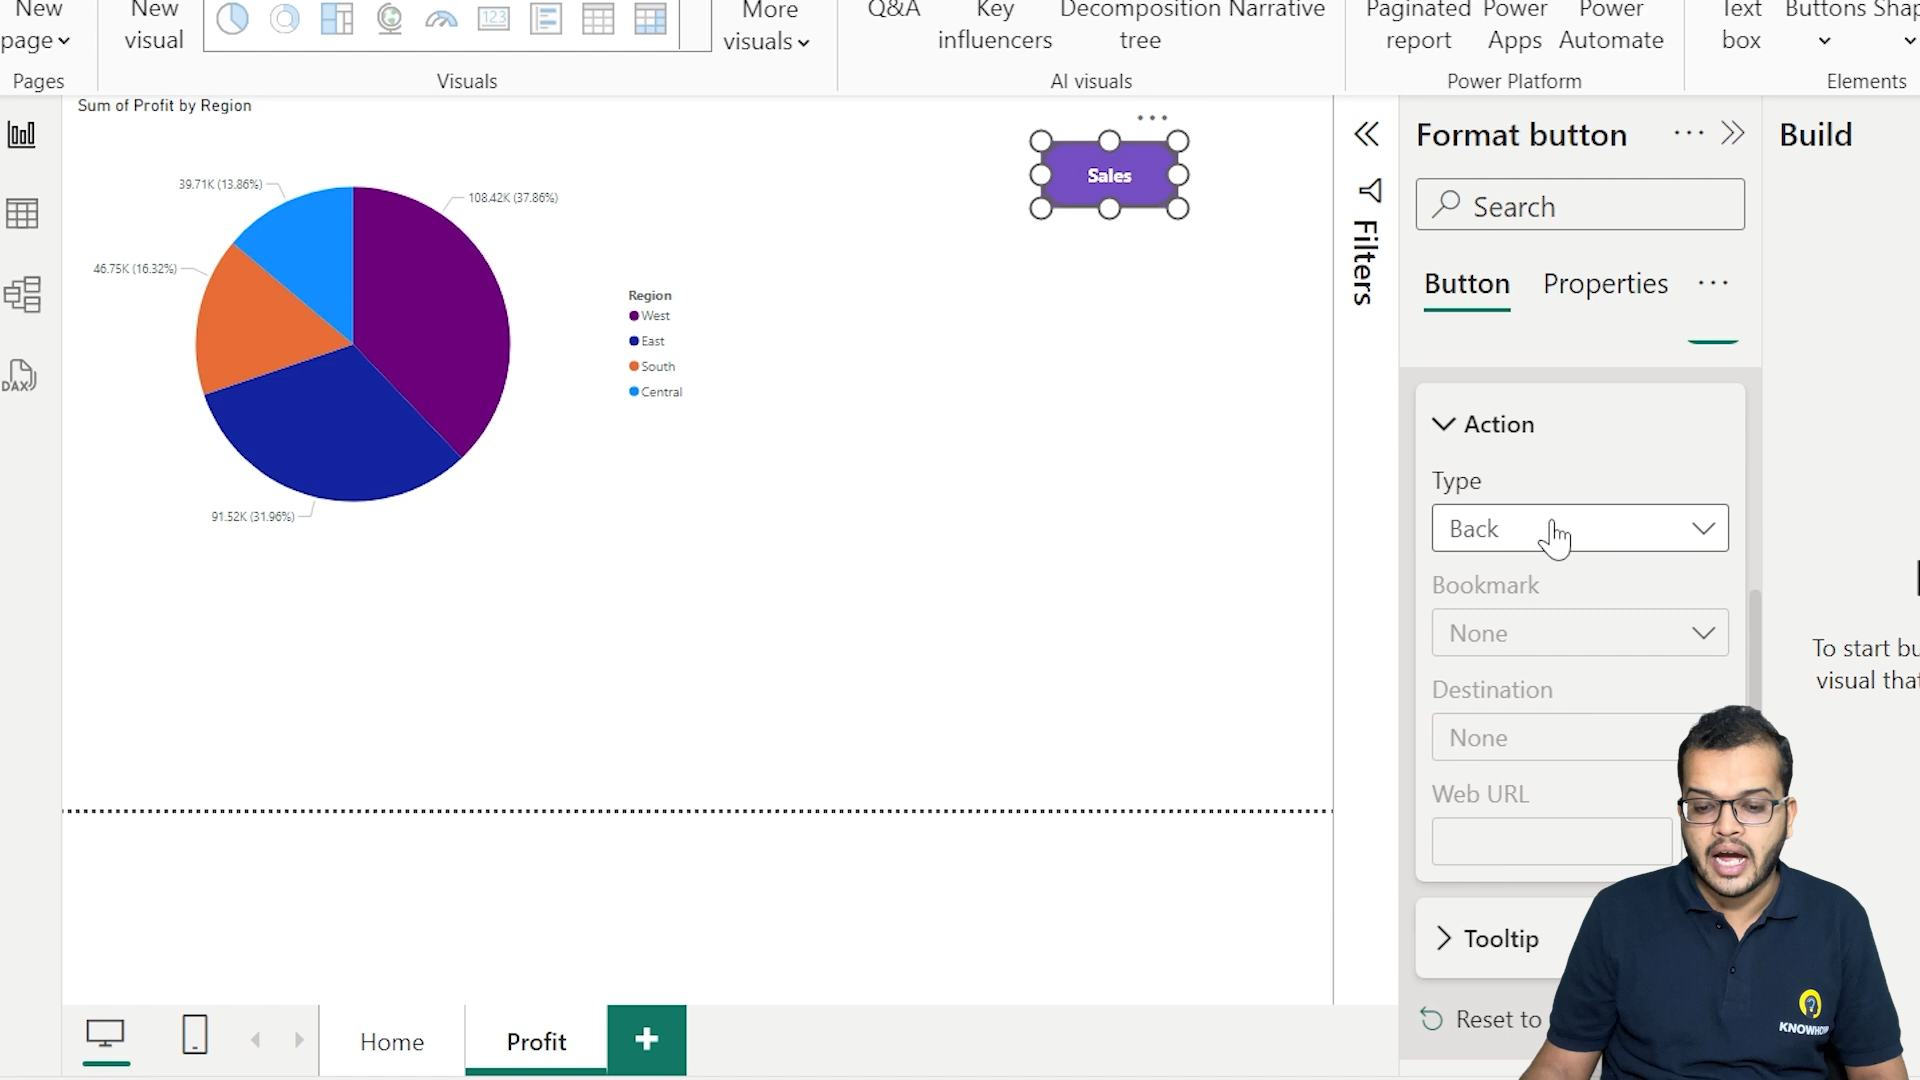 New
page
Pages
New
visual
123
Visuals
More
visuals
Q&A
Key
influencers
Decomposition
tree
Narrative
AI visuals
Paginated
report
Power
Apps
Power
Automate
Power Platform
Text
box
Buttons
Elements
Sum of Profit by Region
39.71K (13.86%)
108.42K (37.86%)
46.75K (16.32%)
91.52K (31.96%)
Region
West
East
South
Central
Sales
DAX
Filters
Format button
Search
Button
Properties
Action
Type
Back
Bookmark
None
Destination
None
Web URL
Tooltip
Reset to
Build
To start
visual
Home
Profit